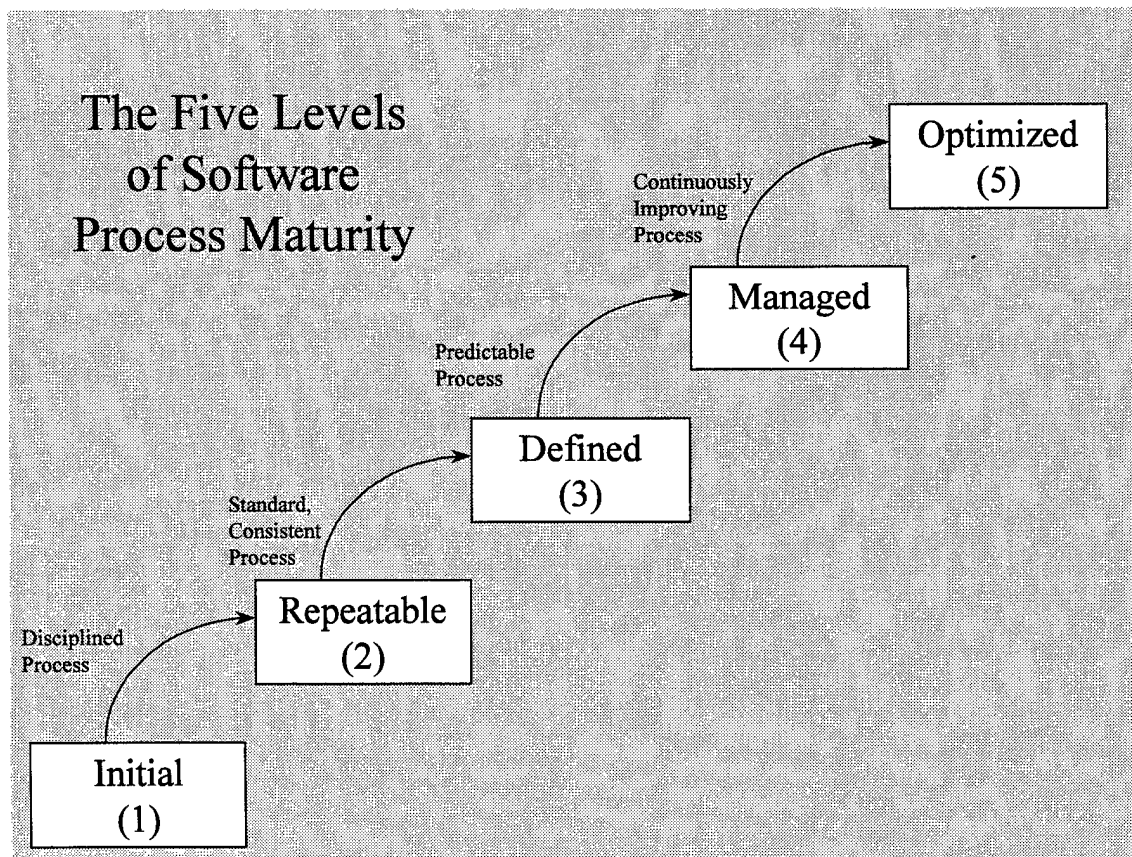 The Five Levels
of Software
Process Maturity
Optimized
(5)
Continuously
Improving
Process
Managed
(4)
Predictable
Process
Defined
(3)
Standard,
Consistent
Process
Repeatable
(2)
Disciplined
Process
Initial
(1)